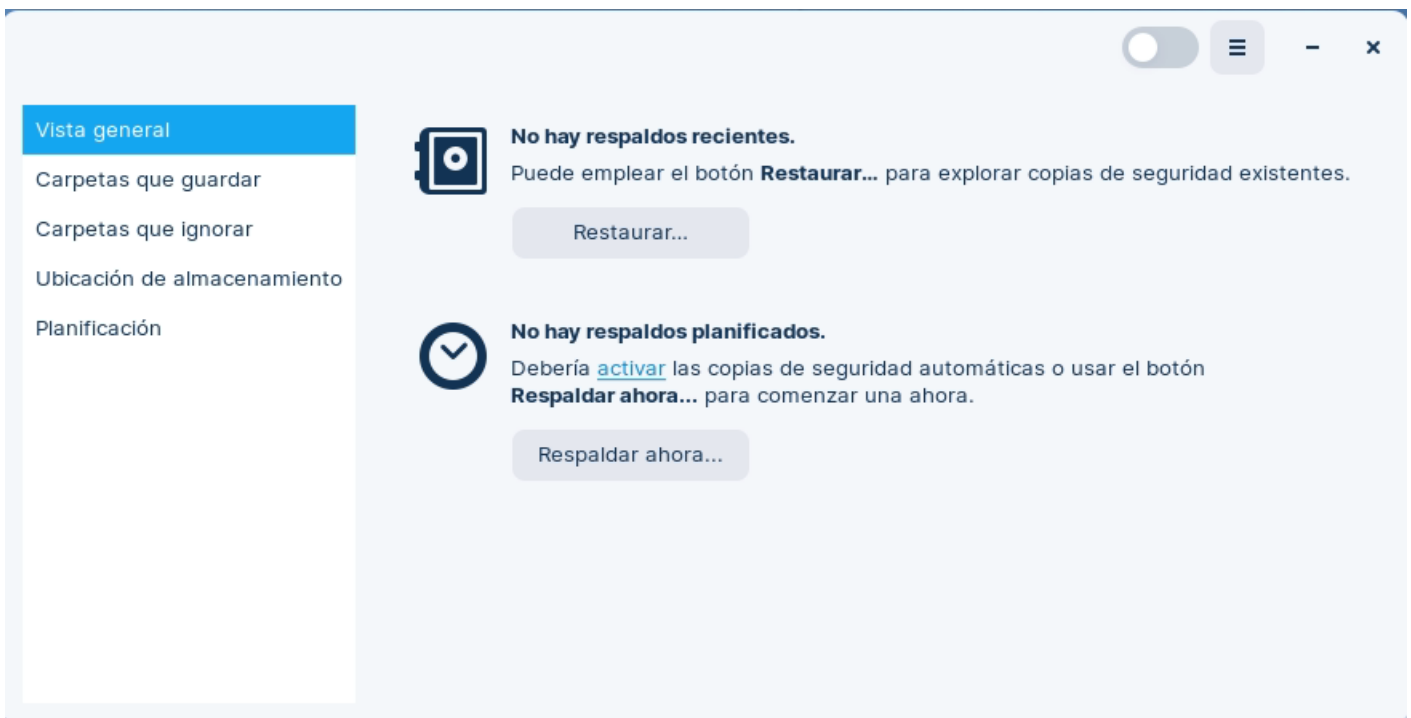 Vista general
Carpetas que guardar
Carpetas que ignorar
Ubicación de almacenamiento
Planificación
No hay respaldos recientes.
Puede emplear el botón Restaurar... para explorar copias de seguridad existentes.
Restaurar...
No hay respaldos planificados.
Debería activar las copias de seguridad automáticas o usar el botón
Respaldar ahora... para comenzar una ahora.
Respaldar ahora...